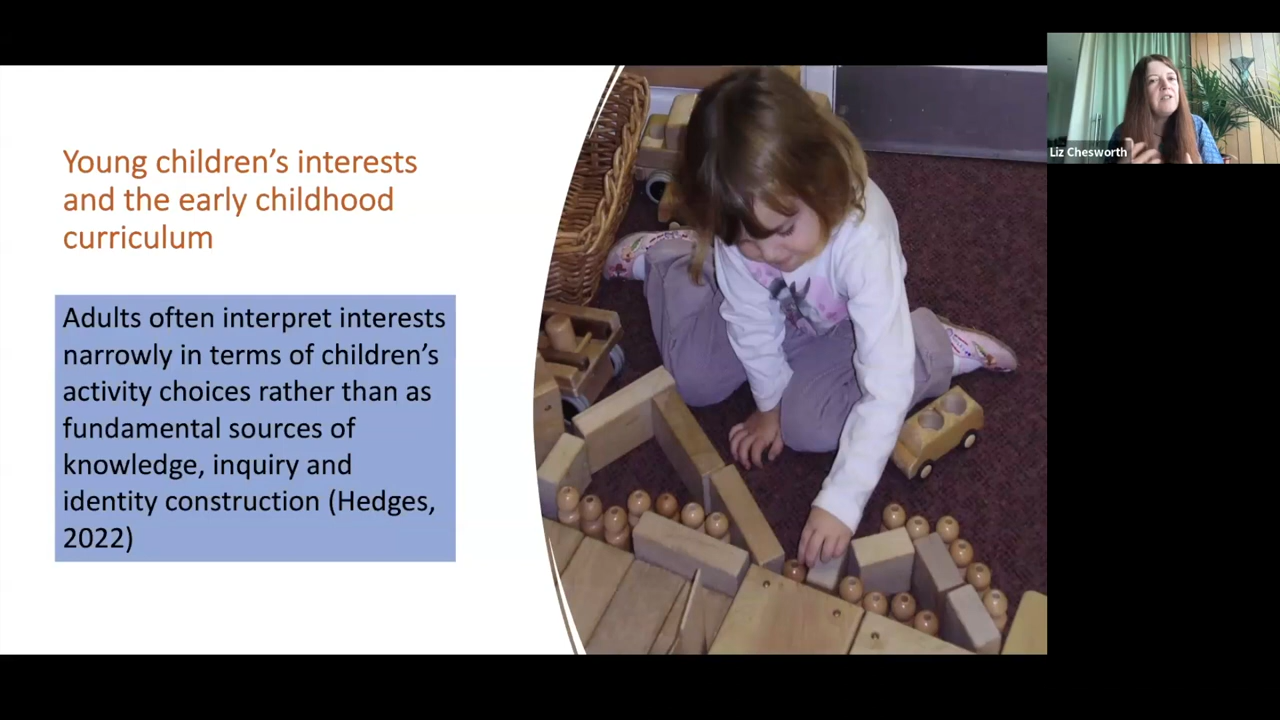 Young children’s interests
and the early childhood
curriculum
Adults often interpret interests
narrowly in terms of children’s
activity choices rather than as
fundamental sources of
knowledge, inquiry and
identity construction (Hedges,
2022)
Liz Chesworth